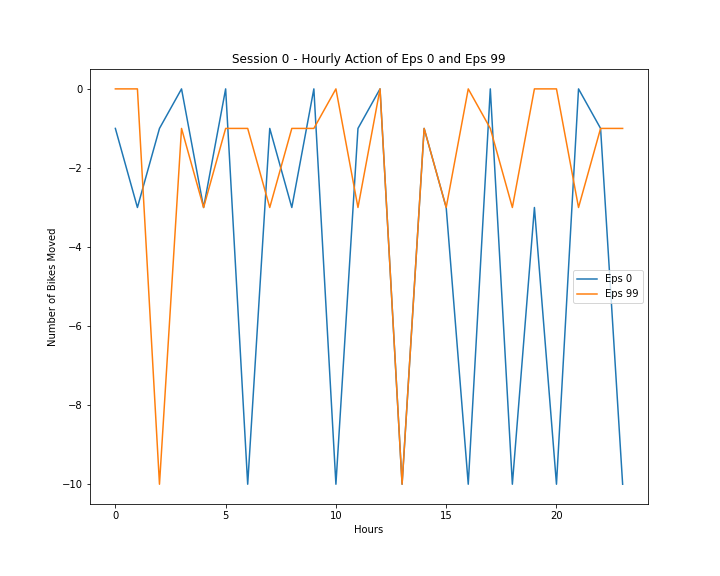 Session 0 - Hourly Action of Eps 0 and Eps 99
Number of Bikes Moved
0
−2
−4
−6
−8
−10
Eps 0
Eps 99
0
5
10
15
20
Hours